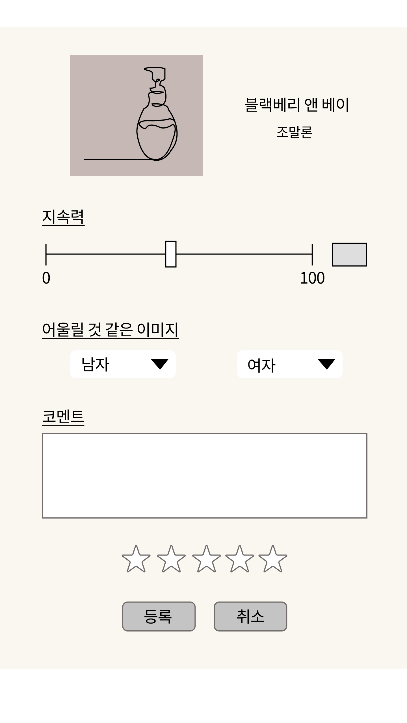 블랙베리 앤 베이
조말론
지속력
0 100
어울릴 것 같은 이미지
남자 여자
코멘트
등록 취소